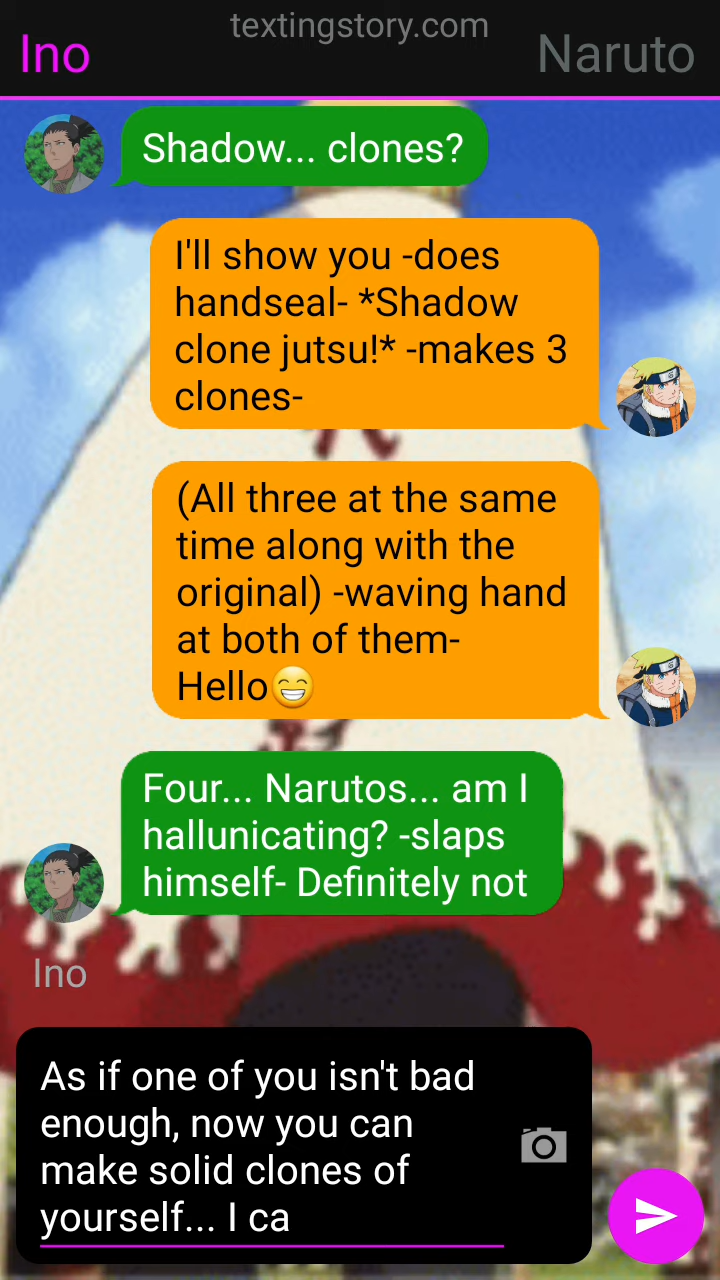 textingstory.com
Ino
Naruto
Shadow... clones?
I'll show you -does
handseal- *Shadow
clone jutsu!* -makes 3
clones-
(All three at the same
time along with the
original) -waving hand
at both of them-
Hello😁
Four... Narutos... am I
hallunicating? -slaps
himself- Definitely not
Ino
As if one of you isn't bad
enough, now you can
make solid clones of
yourself... I ca